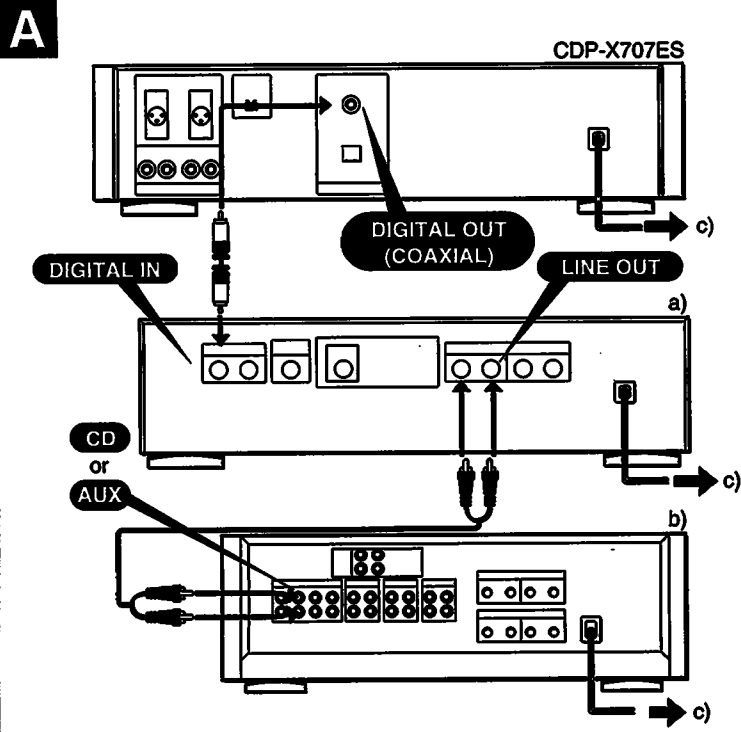 A
CDP-X707ES
c)
DIGITAL OUT
(COAXIAL)
DIGITAL IN
LINE OUT
a)
CD
or
AUX
c)
b)
c)